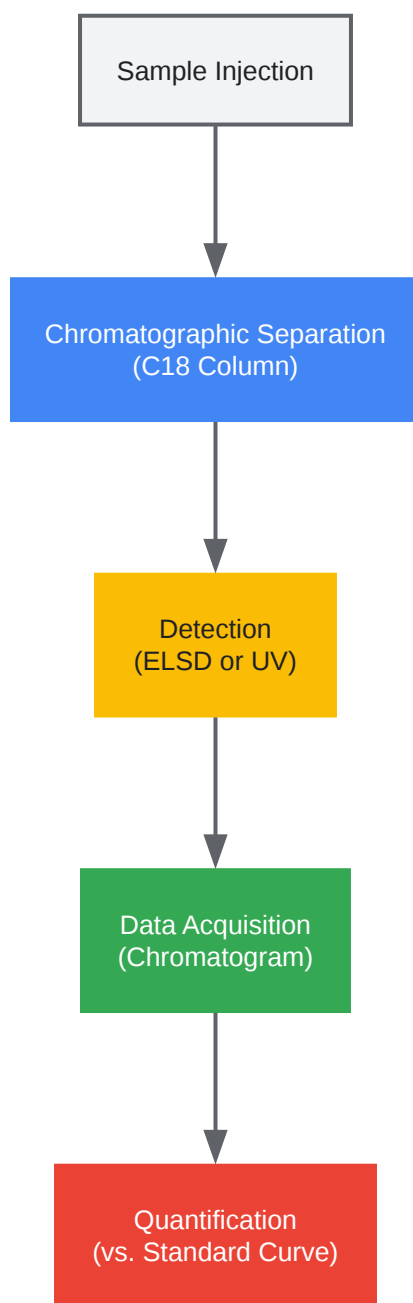 Sample Injection
Chromatographic Separation
(C18 Column)
Detection
(ELSD or UV)
Data Acquisition
(Chromatogram)
Quantification
(vs. Standard Curve)